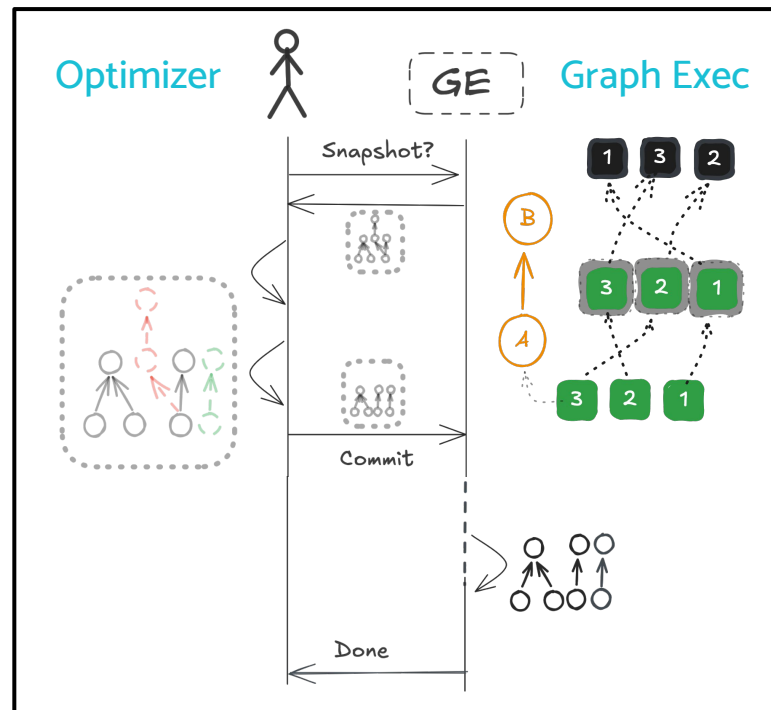 Optimizer
GE
Graph Exec
Snapshot?
1
3
2
B
3
2
1
A
3
2
1
Commit
Done